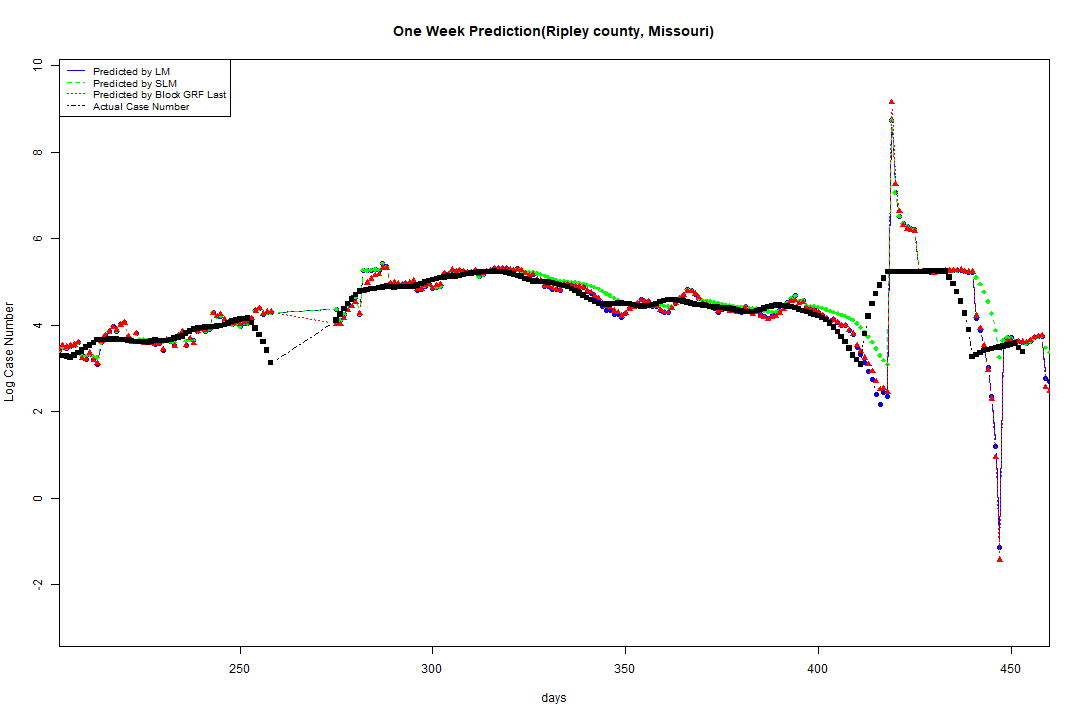 One Week Prediction(Ripley county, Missouri)
Predicted by LM
Predicted by SLM
Predicted by Block GRF Last
Actual Case Number
10
8
6
4
2
0
-2
Log Case Number
250
300
350
400
450
days